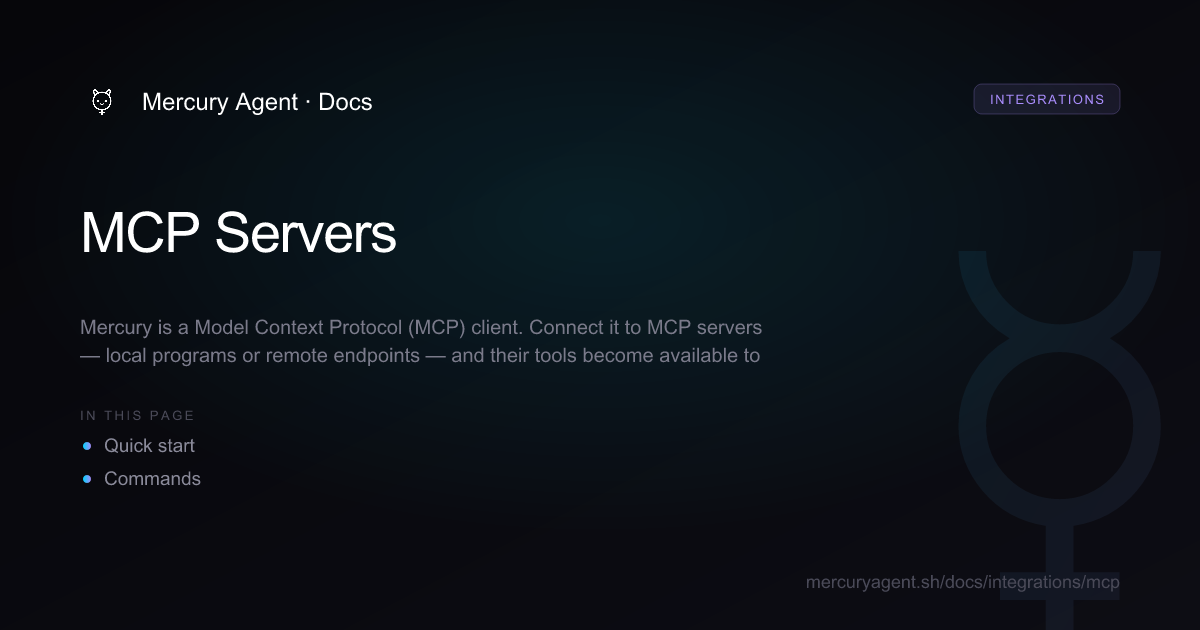 Mercury Agent · Docs
INTEGRATIONS
MCP Servers
Mercury is a Model Context Protocol (MCP) client. Connect it to MCP servers
— local programs or remote endpoints — and their tools become available to
IN THIS PAGE
Quick start
Commands
mercuryagent.sh/docs/integrations/mcp